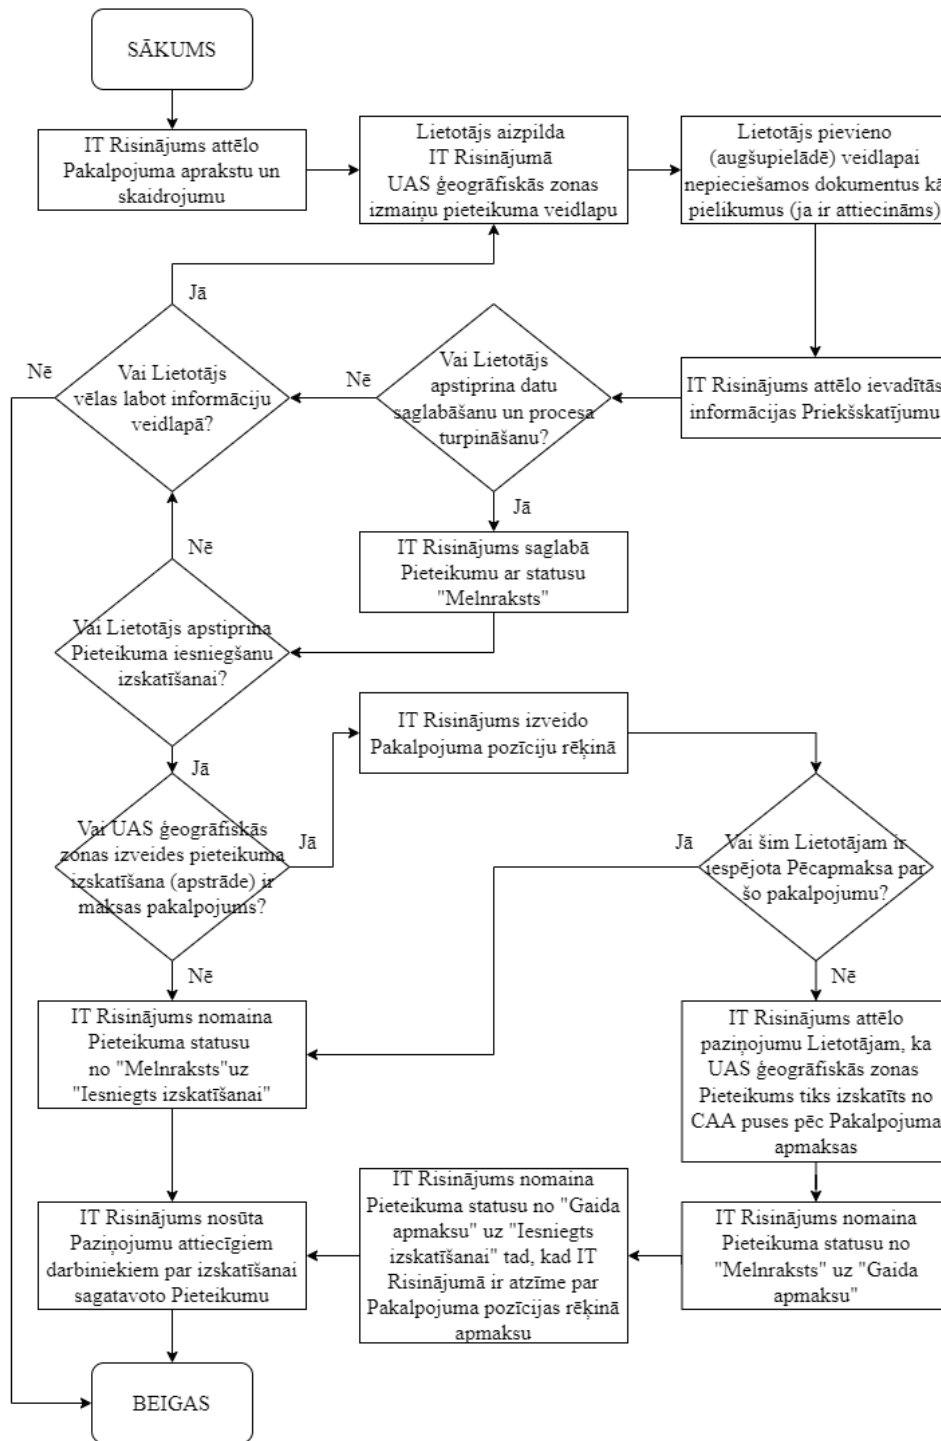 SĀKUMS
IT Risinājums attēlo
Pakalpojuma aprakstu un
skaidrojumu
Lietotājs aizpilda
IT Risinājumā
UAS ģeogrāfiskās zonas
izmaiņu pieteikuma veidlapu
Lietotājs pievieno
(augšupielādē) veidlapai
nepieciešamos dokumentus kā
pielikumus (ja ir attiecināms)
Jā
Nē
Vai Lietotājs
vēlas labot informāciju
veidlapā?
Nē
Vai Lietotājs
apstiprina datu
saglabāšanu un procesa
turpināšanu?
IT Risinājums attēlo ievadītās
informācijas Priekšskatījumu
Jā
Nē
IT Risinājums saglabā
Pieteikumu ar statusu
"Melnraksts"
Vai Lietotājs apstiprina
Pieteikuma iesniegšanu
izskatīšanai?
IT Risinājums izveido
Pakalpojuma pozīciju rēķinā
Jā
Vai UAS ģeogrāfiskās
zonas izveides pieteikuma
izskatīšana (apstrāde) ir
maksas pakalpojums?
Jā
Jā
Vai šim Lietotājam ir
iespējota Pēcapmaksa par
šo pakalpojumu?
Nē
Nē
IT Risinājums nomaina
Pieteikuma statusu
no "Melnraksts"uz
"Iesniegts izskatīšanai"
IT Risinājums attēlo
paziņojumu Lietotājam, ka
UAS ģeogrāfiskās zonas
Pieteikums tiks izskatīts no
CAA puses pēc Pakalpojuma
apmaksas
IT Risinājums nosūta
Paziņojumu attiecīgiem
darbiniekiem par izskatīšanai
sagatavoto Pieteikumu
IT Risinājums nomaina
Pieteikuma statusu no "Gaida
apmaksu" uz "Iesniegts
izskatīšanai" tad, kad IT
Risinājumā ir atzīme par
Pakalpojuma pozīcijas rēķinā
apmaksu
IT Risinājums nomaina
Pieteikuma statusu no
"Melnraksts" uz "Gaida
apmaksu"
BEIGAS